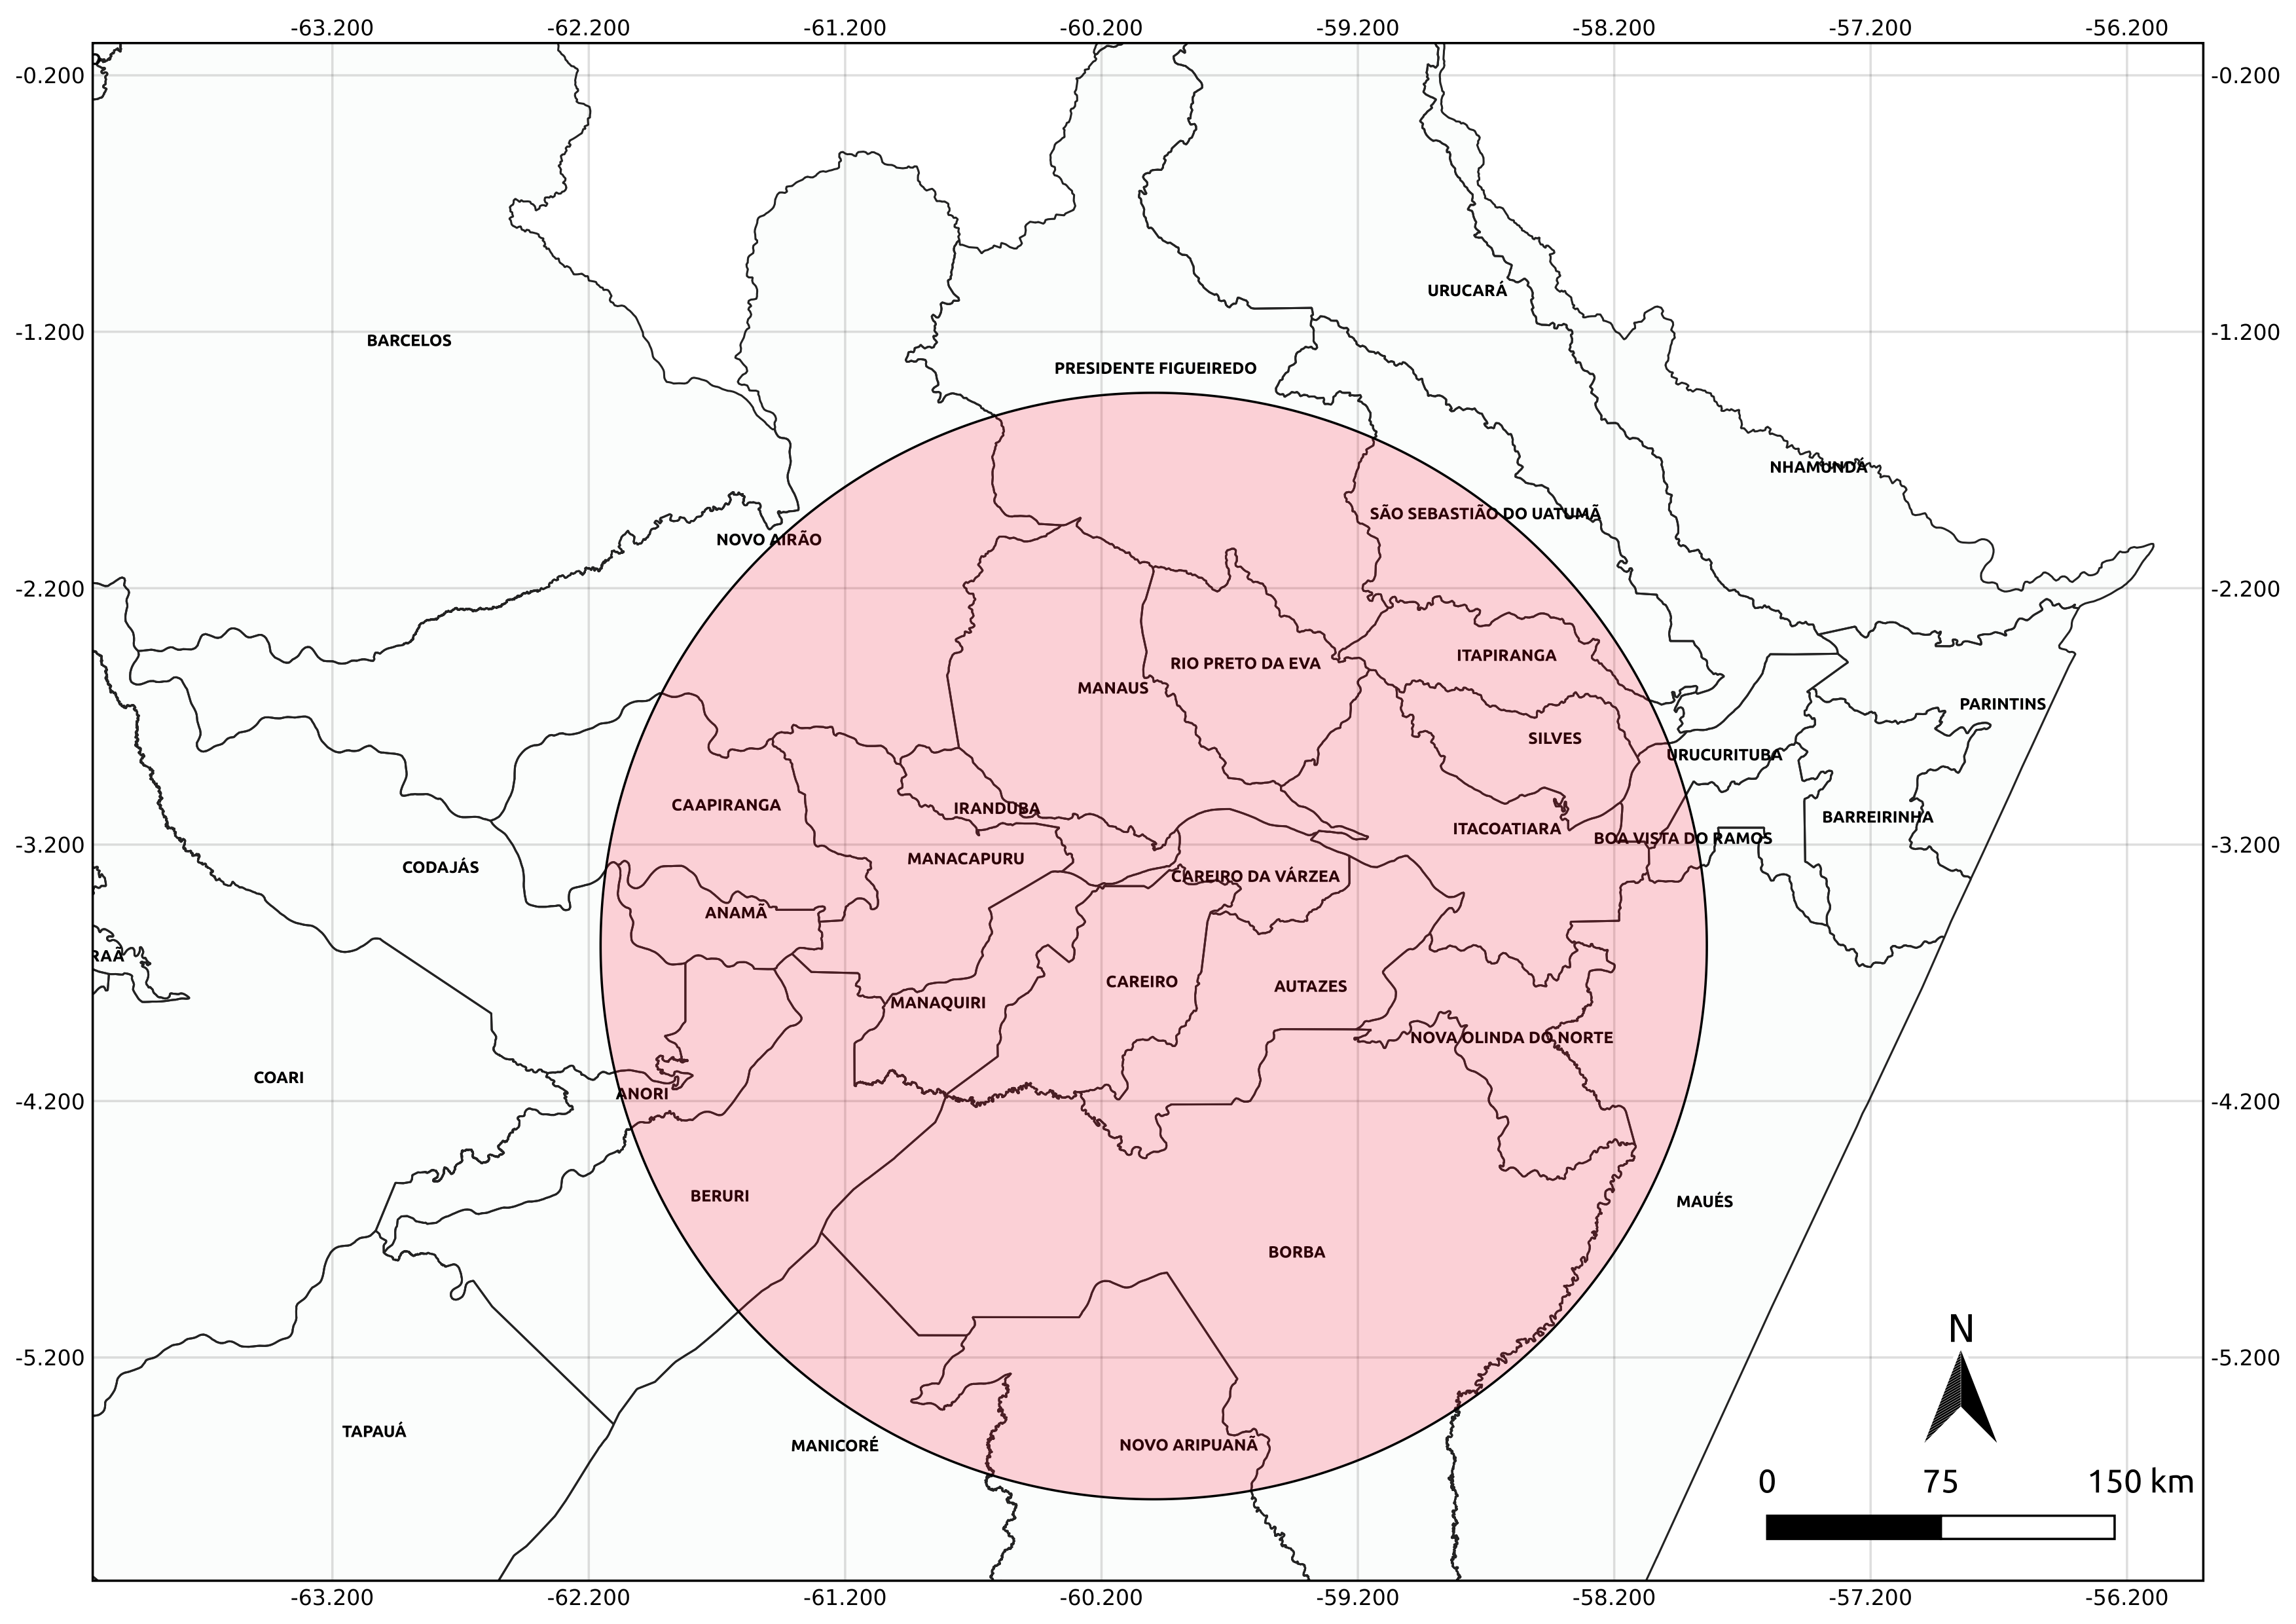 -63.200 -62.200 -61.200 -60.200 -59.200 -58.200 -57.200 -56.200
-0.200 -0.200
URUCARÁ
-1.200 -1.200
BARCELOS
PRESIDENTE FIGUEIREDO
NHAMUNDÁ
SÃO SEBASTIÃO DO UATUMÃ
NOVO AIRÃO
-2.200 -2.200
ITAPIRANGA
RIO PRETO DA EVA
MANAUS
PARINTINS
SILVES
URUCURITUBA
CAAPIRANGA
IRANDUBA
BARREIRINHA
ITACOATIARA
BOA VISTA DO RAMOS
-3.200 -3.200
MANACAPURU
CODAJÁS
CAREIRO DA VÁRZEA
ANAMÃ
RAÃ
CAREIRO
AUTAZES
MANAQUIRI
NOVA OLINDA DO NORTE
COARI
ANORI
-4.200 -4.200
BERURI
MAUÉS
BORBA
N
-5.200 -5.200
TAPAUÁ
MANICORÉ
NOVO ARIPUANÃ
0 75 150 km
-63.200 -62.200 -61.200 -60.200 -59.200 -58.200 -57.200 -56.200